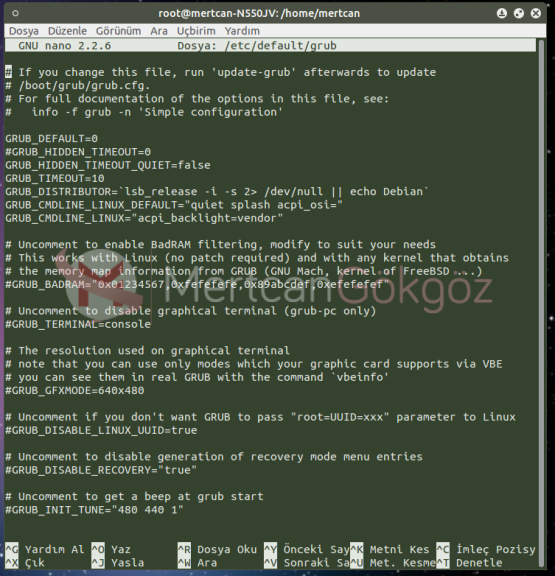 root@mertcan-N550JV: /home/mertcan
Dosya Düzenle Görünüm Ara Uçbirim Yardım
GNU nano 2.2.6 Dosya: /etc/default/grub
# If you change this file, run 'update-grub' afterwards to update
# /boot/grub/grub.cfg.
# For full documentation of the options in this file, see:
#   info -f grub -n 'Simple configuration'
GRUB_DEFAULT=0
#GRUB_HIDDEN_TIMEOUT=0
GRUB_HIDDEN_TIMEOUT_QUIET=false
GRUB_TIMEOUT=10
GRUB_DISTRIBUTOR=`lsb_release -i -s 2> /dev/null || echo Debian`
GRUB_CMDLINE_LINUX_DEFAULT="quiet splash acpi_osi="
GRUB_CMDLINE_LINUX="acpi_backlight=vendor"
# Uncomment to enable BadRAM filtering, modify to suit your needs
# This works with Linux (no patch required) and with any kernel that obtains
# the memory map information from GRUB (GNU Mach, kernel of FreeBSD ...)
#GRUB_BADRAM="0x01234567,0xfefefefe,0x89abcdef,0xefefefef"
MertcanGökgöz
# Uncomment to disable graphical terminal (grub-pc only)
#GRUB_TERMINAL=console
# The resolution used on graphical terminal
# note that you can use only modes which your graphic card supports via VBE
# you can see them in real GRUB with the command `vbeinfo'
#GRUB_GFXMODE=640x480
# Uncomment if you don't want GRUB to pass "root=UUID=xxx" parameter to Linux
#GRUB_DISABLE_LINUX_UUID=true
# Uncomment to disable generation of recovery mode menu entries
#GRUB_DISABLE_RECOVERY="true"
# Uncomment to get a beep at grub start
#GRUB_INIT_TUNE="480 440 1"
^G Yardım Al ^O Yaz ^R Dosya Oku ^Y Önceki Say ^K Metni Kes ^C İmleç Pozisy
^X Çık ^J Yasla ^W Ara ^V Sonraki Sa ^U Met. Kesme ^T Denetle